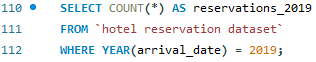 110 SELECT COUNT(*) AS reservations_2019
111 FROM `hotel reservation dataset`
112 WHERE YEAR(arrival_date) = 2019;